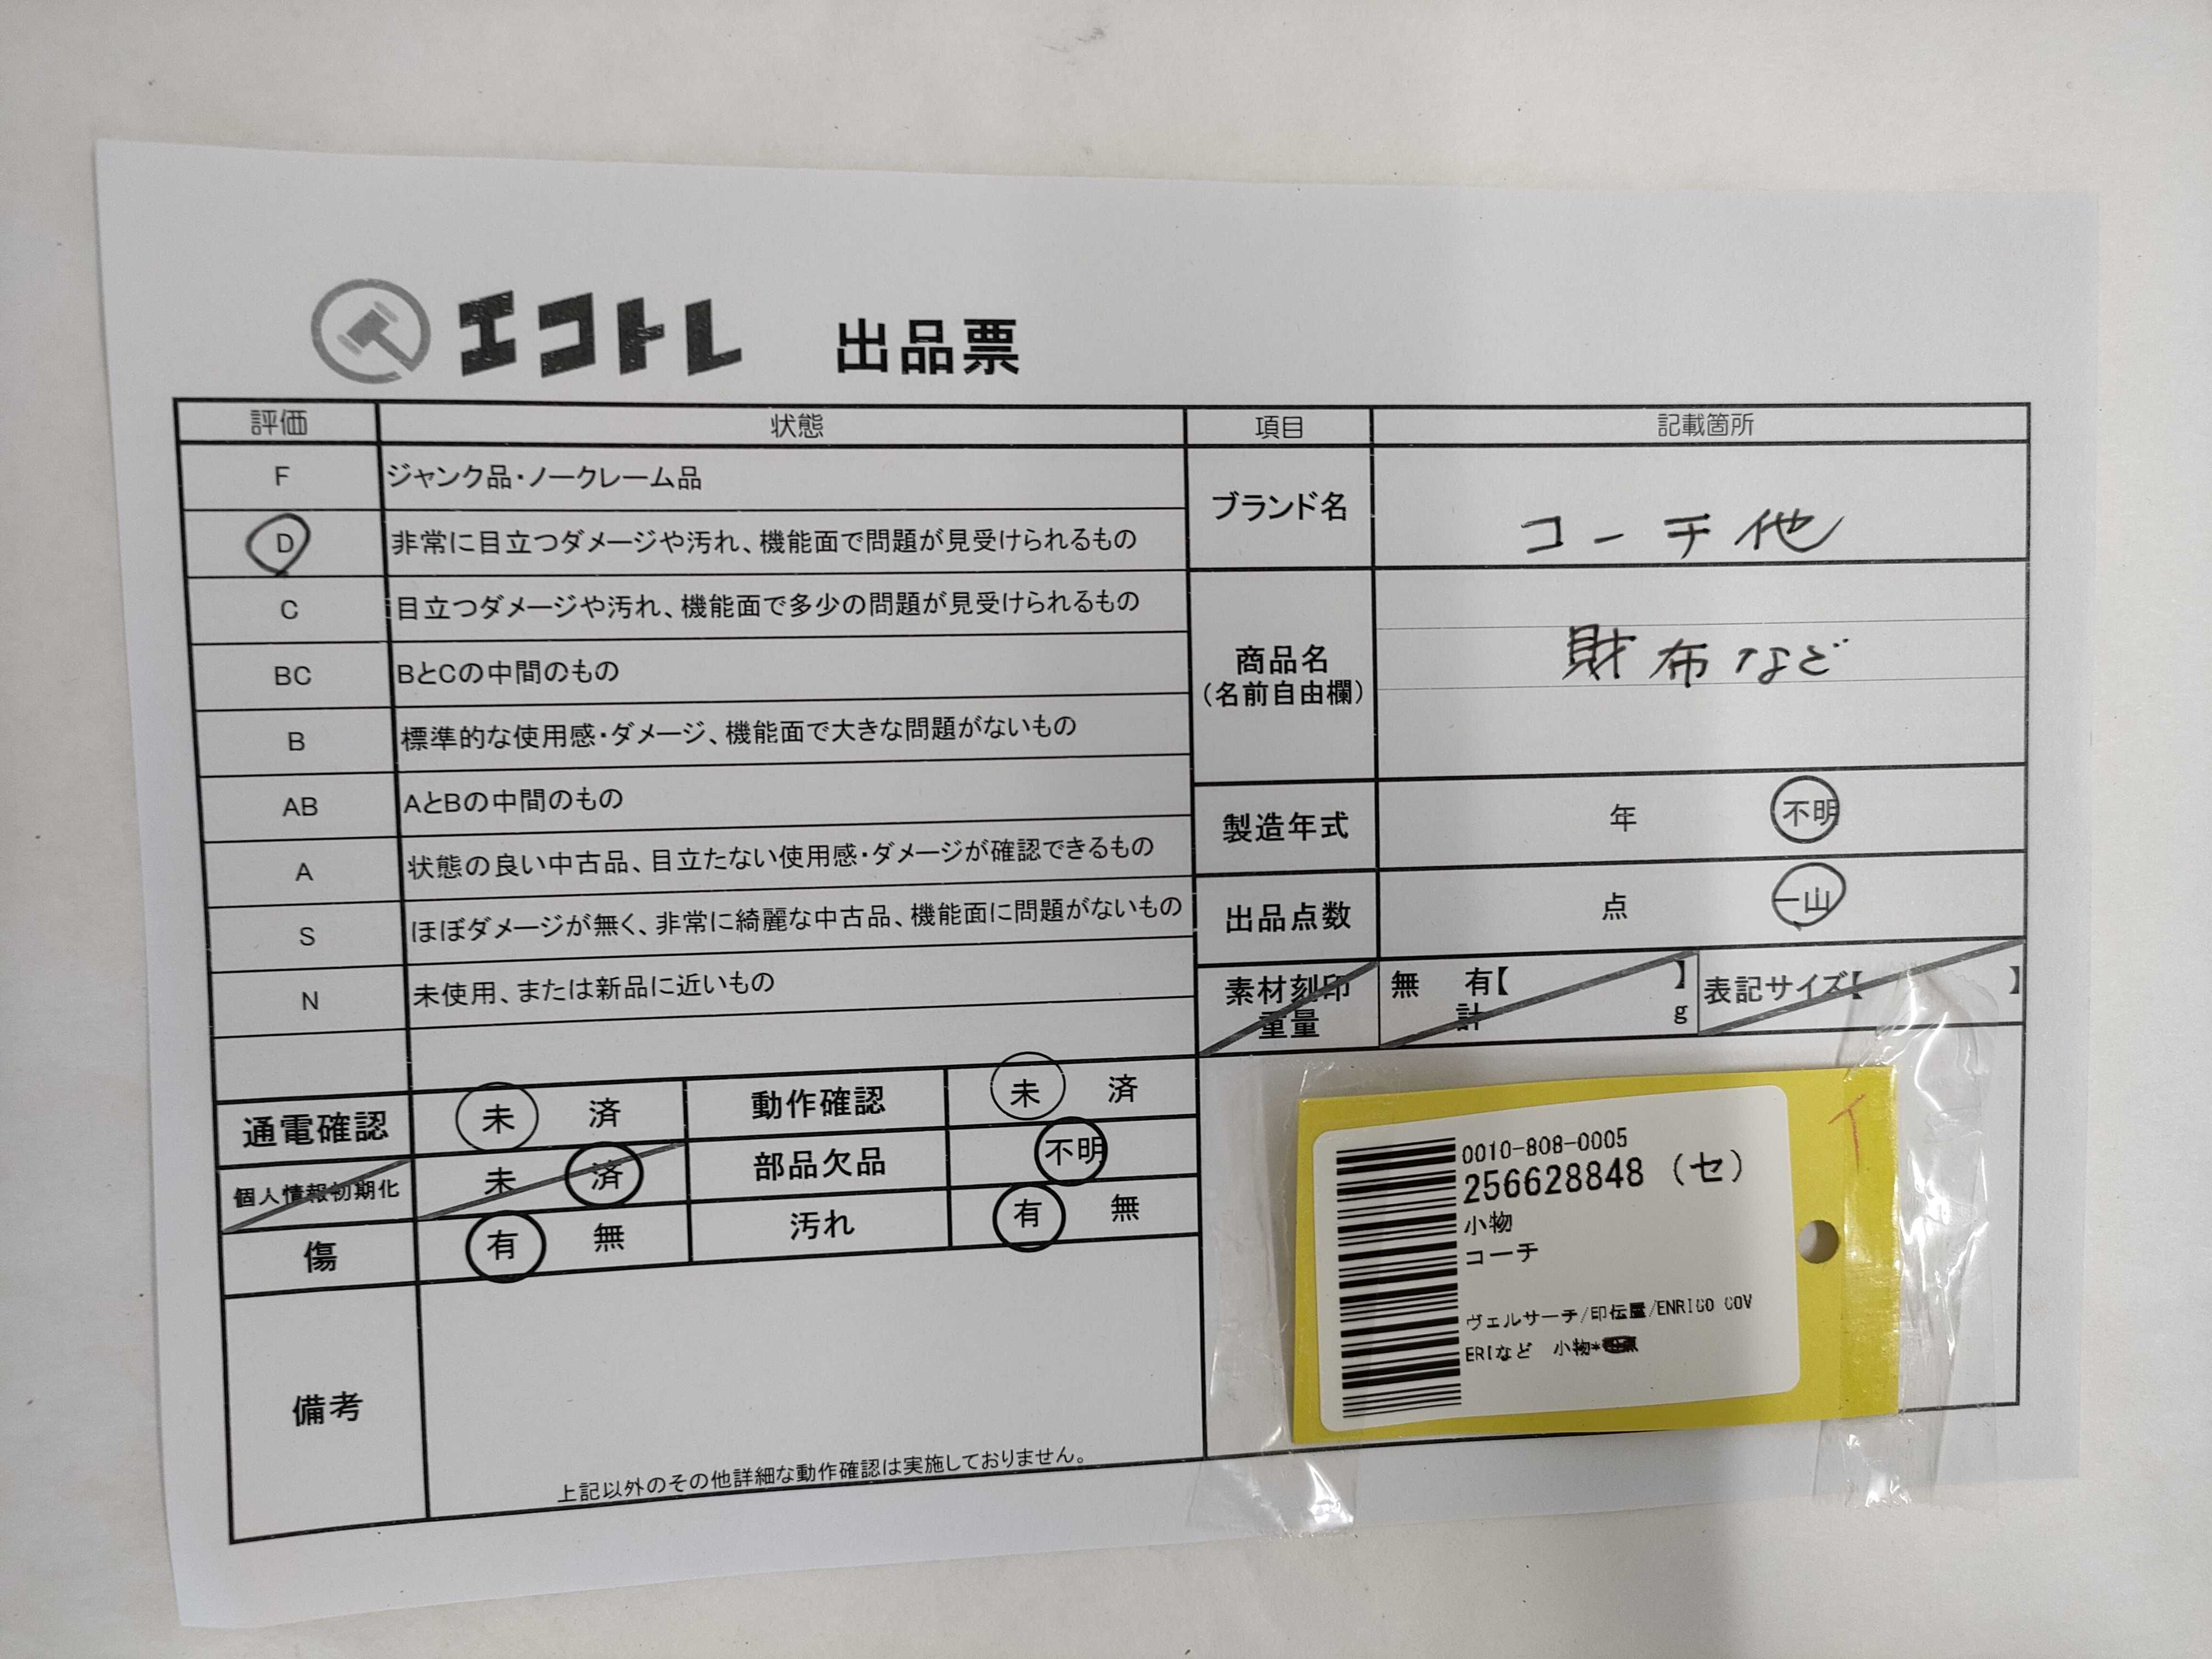 エコトレ 出品票
評価 状態 項目 記載箇所
F ジャンク品・ノークレーム品
D 非常に目立つダメージや汚れ、機能面で問題が見受けられるもの
C 目立つダメージや汚れ、機能面で多少の問題が見受けられるもの
BC BとCの中間のもの
B 標準的な使用感・ダメージ、機能面で大きな問題がないもの
AB AとBの中間のもの
A 状態の良い中古品、目立たない使用感・ダメージが確認できるもの
S ほぼダメージが無く、非常に綺麗な中古品、機能面に問題がないもの
N 未使用、または新品に近いもの
ブランド名 コーチ他
商品名
(名前自由欄)
財布など
製造年式 年 不明
出品点数 点 一山
素材刻印 無 有【 】 表記サイズ【 】
重量 計 g
通電確認 未 済 動作確認 未 済
個人情報初期化 未 済 部品欠品 不明
傷 有 無 汚れ 有 無
備考
上記以外のその他詳細な動作確認は実施しておりません。
0010-808-0005
256628848 (セ)
小物
コーチ
ヴェルサーチ/印伝屋/ENRICO COV
ERIなど 小物*
イ